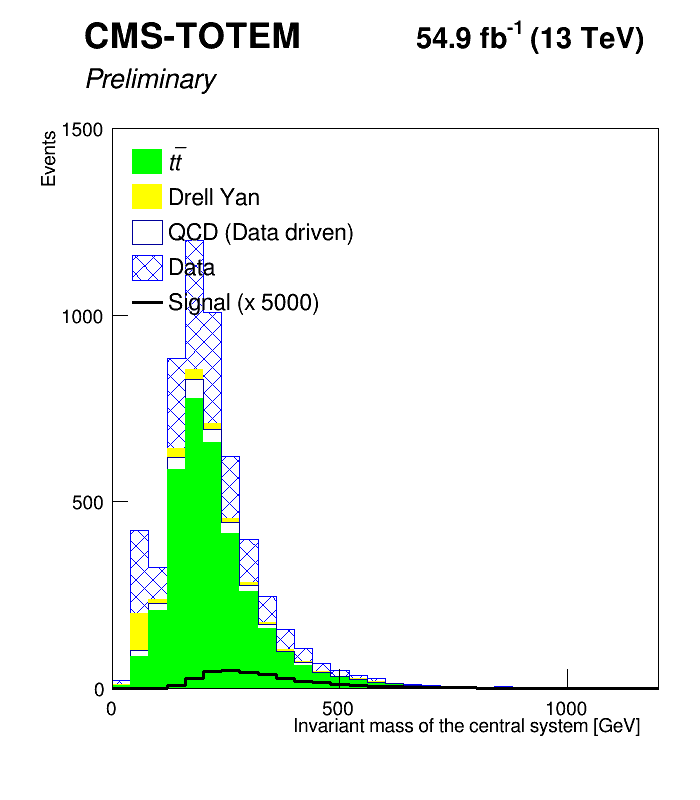 CMS-TOTEM 54.9 fb⁻¹ (13 TeV)
Preliminary
Events
1500
tt̅
Drell Yan
QCD (Data driven)
Data
Signal (x 5000)
1000
500
0
0 500 1000
Invariant mass of the central system [GeV]